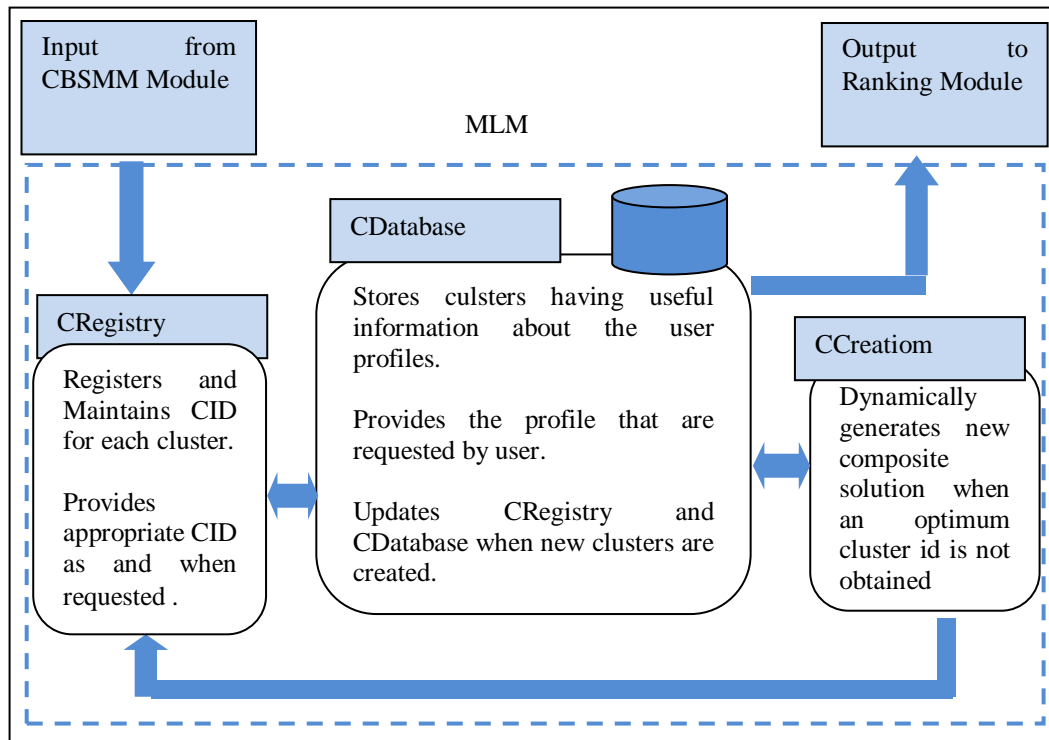 Input from
CBSMM Module
Output to
Ranking Module
MLM
CDatabase
Stores culsters having useful
information about the user
profiles.
Provides the profile that are
requested by user.
Updates CRegistry and
CDatabase when new clusters are
created.
CRegistry
Registers and
Maintains CID
for each cluster.
Provides
appropriate CID
as and when
requested .
CCreatiom
Dynamically
generates new
composite
solution when
an optimum
cluster id is not
obtained